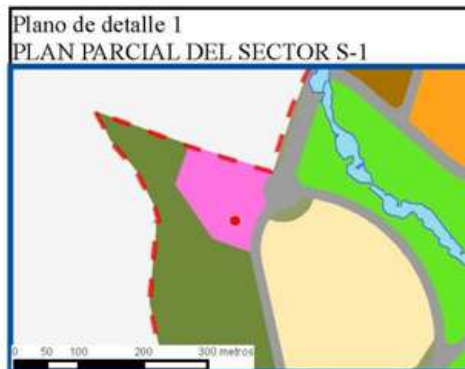 Plano de detalle 1
PLAN PARCIAL DEL SECTOR S-1
0 50 100 200 300 metros